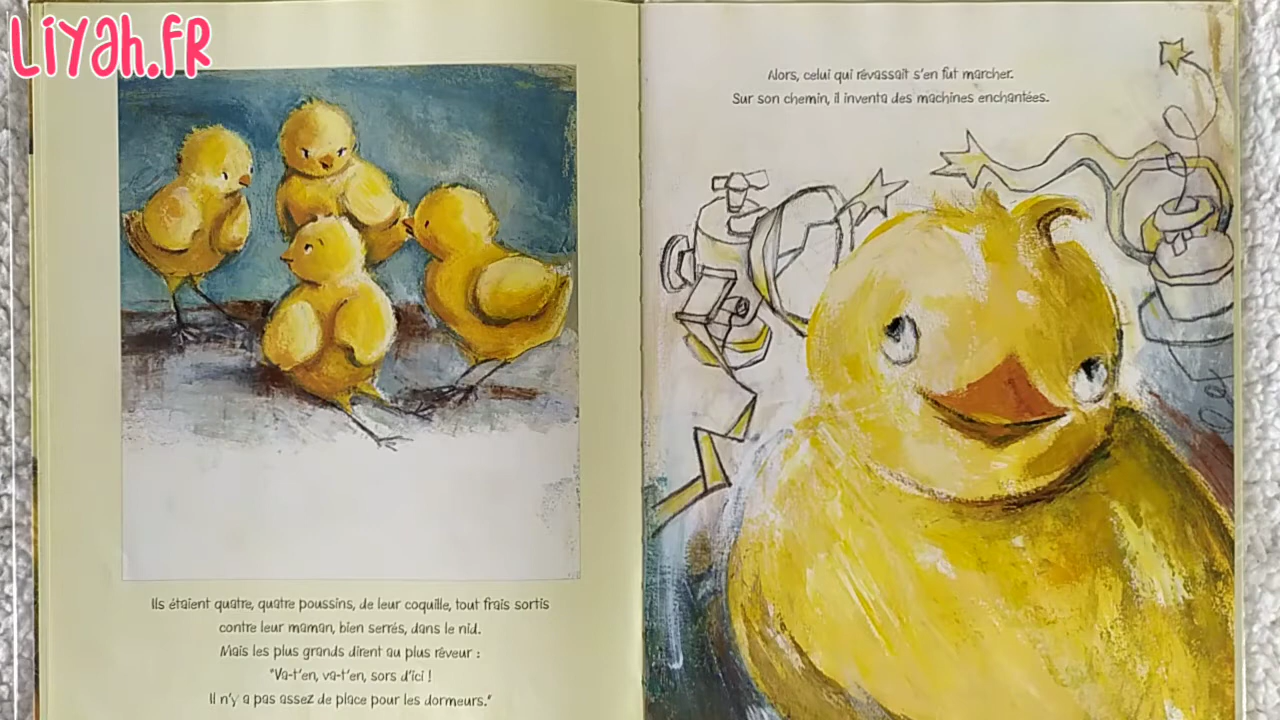 LiYah.FR
Ils étaient quatre, quatre poussins, de leur coquille, tout frais sortis
contre leur maman, bien serrés, dans le nid.
Mais les plus grands dirent au plus rêveur :
"Va-t'en, va-t'en, sors d'ici !
Il n'y a pas assez de place pour les dormeurs."
Alors, celui qui rêvassait s'en fut marcher.
Sur son chemin, il inventa des machines enchantées.